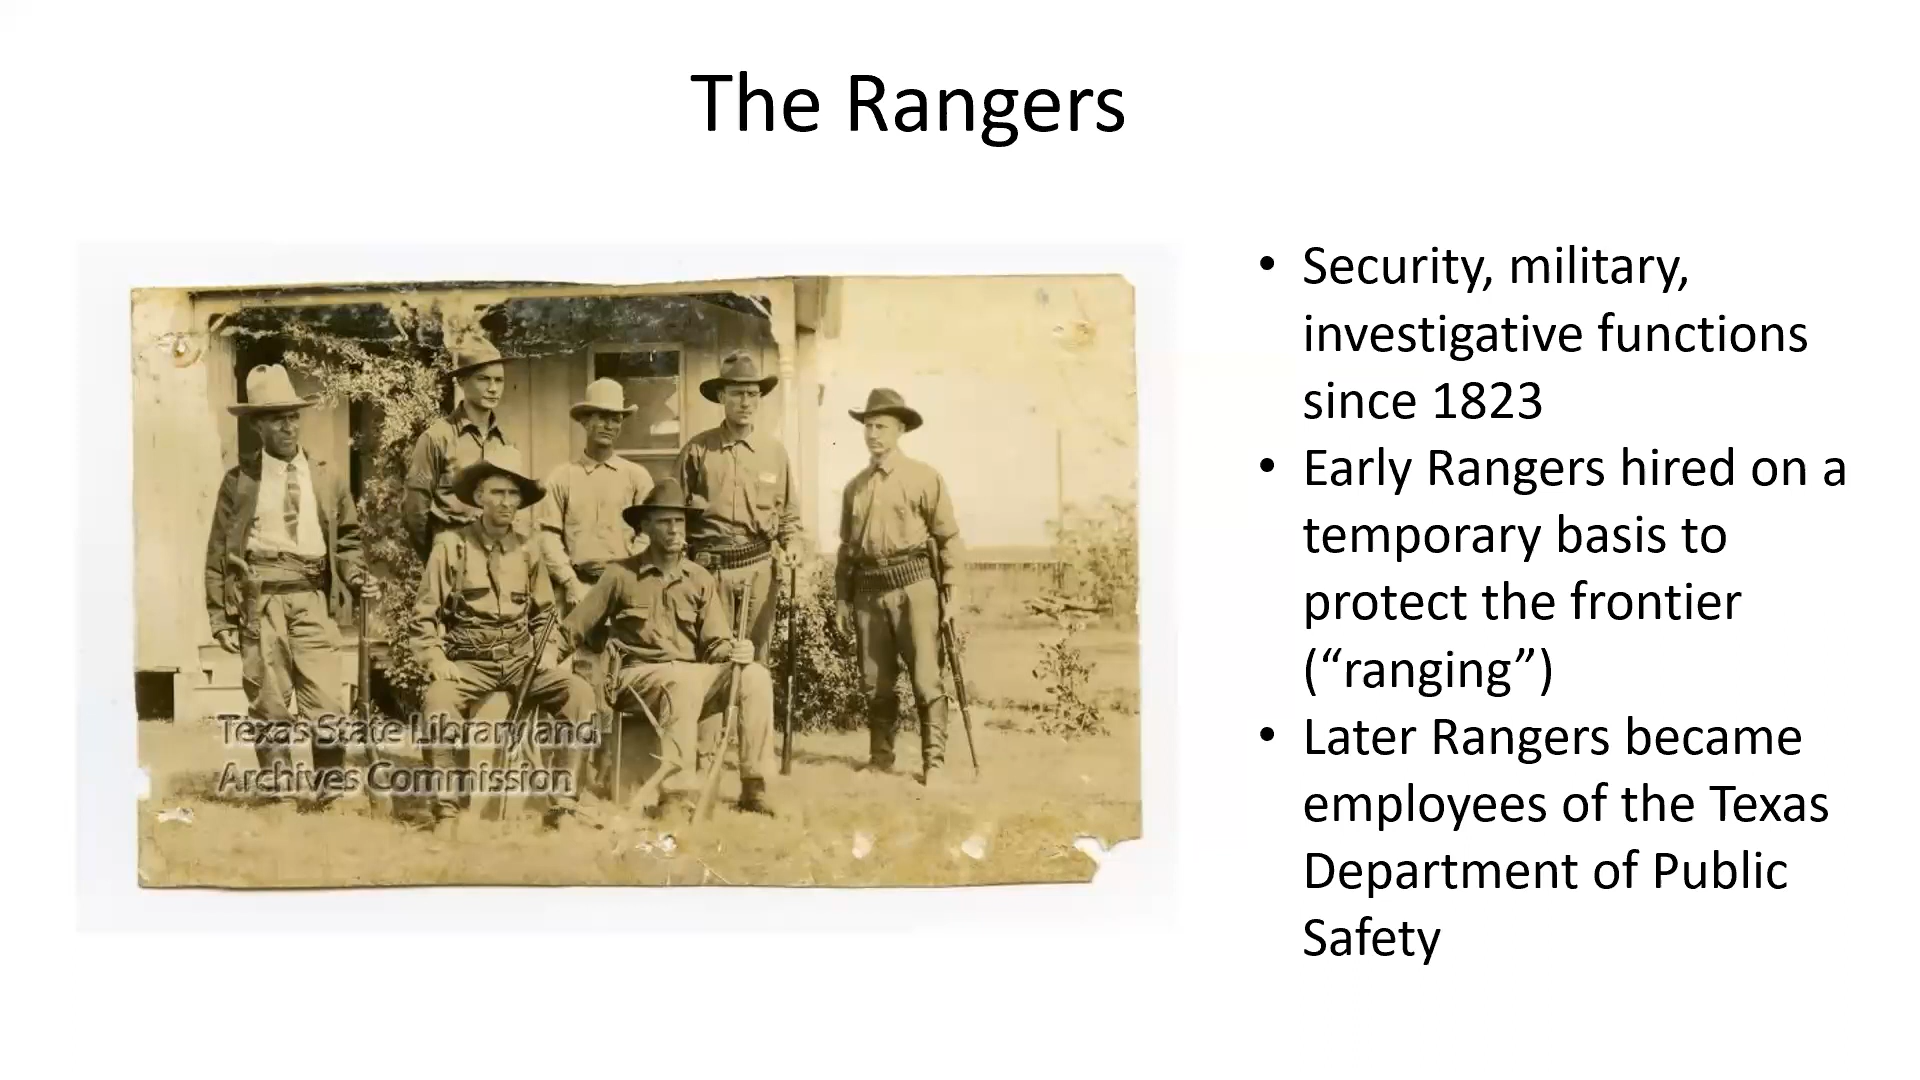 The Rangers
• Security, military,
investigative functions
since 1823
• Early Rangers hired on a
temporary basis to
protect the frontier
(“ranging”)
• Later Rangers became
employees of the Texas
Department of Public
Safety
Texas State Library and
Archives Commission